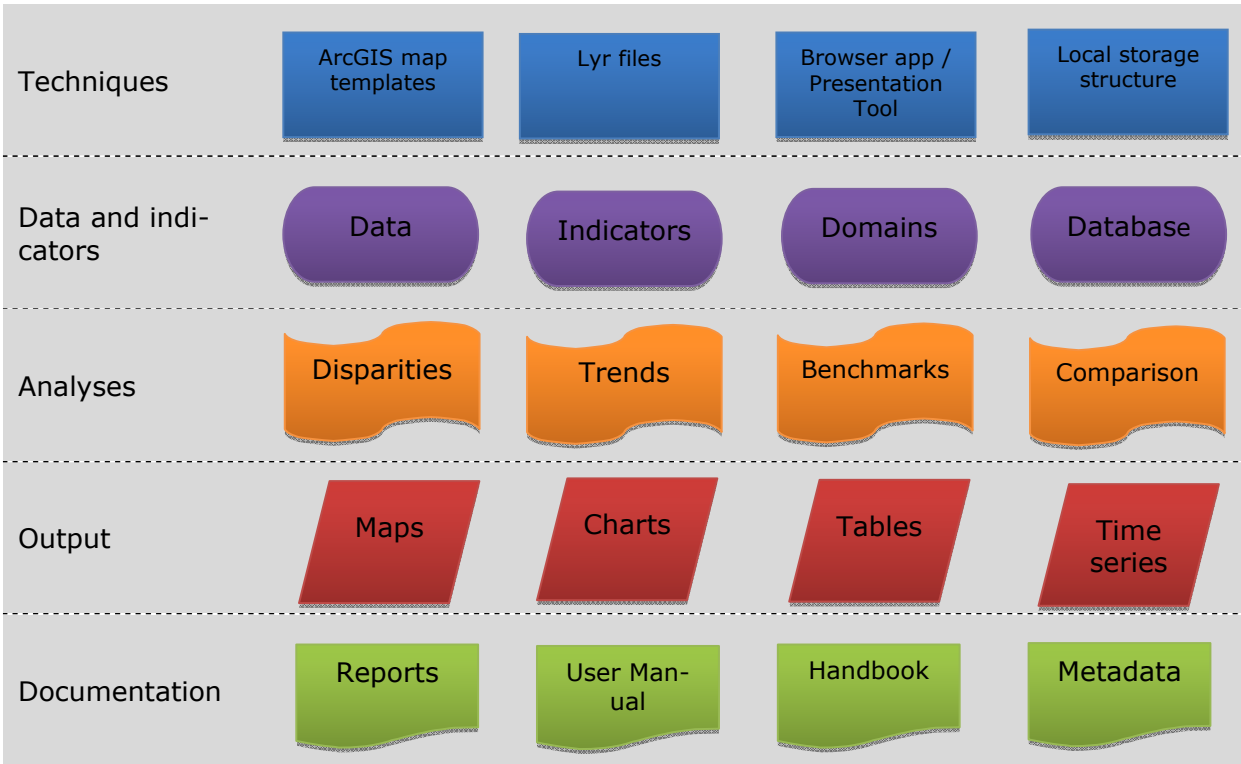 Techniques
ArcGIS map
templates
Lyr files
Browser app /
Presentation
Tool
Local storage
structure
Data and indi-
cators
Data
Indicators
Domains
Database
Analyses
Disparities
Trends
Benchmarks
Comparison
Output
Maps
Charts
Tables
Time
series
Documentation
Reports
User Man-
ual
Handbook
Metadata